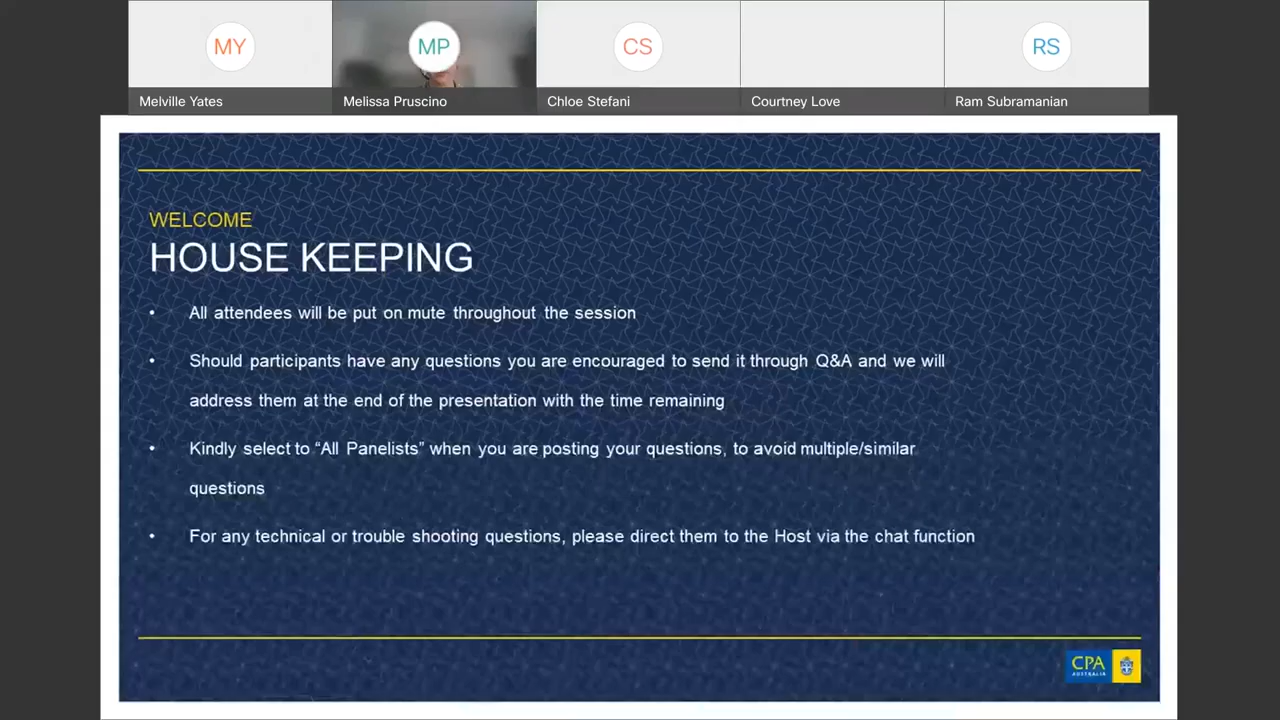 MY
MP
CS
RS
Melville Yates
Melissa Pruscino
Chloe Stefani
Courtney Love
Ram Subramanian
WELCOME
HOUSE KEEPING
• All attendees will be put on mute throughout the session
• Should participants have any questions you are encouraged to send it through Q&A and we will
address them at the end of the presentation with the time remaining
• Kindly select to “All Panelists” when you are posting your questions, to avoid multiple/similar
questions
• For any technical or trouble shooting questions, please direct them to the Host via the chat function
CPA
AUSTRALIA